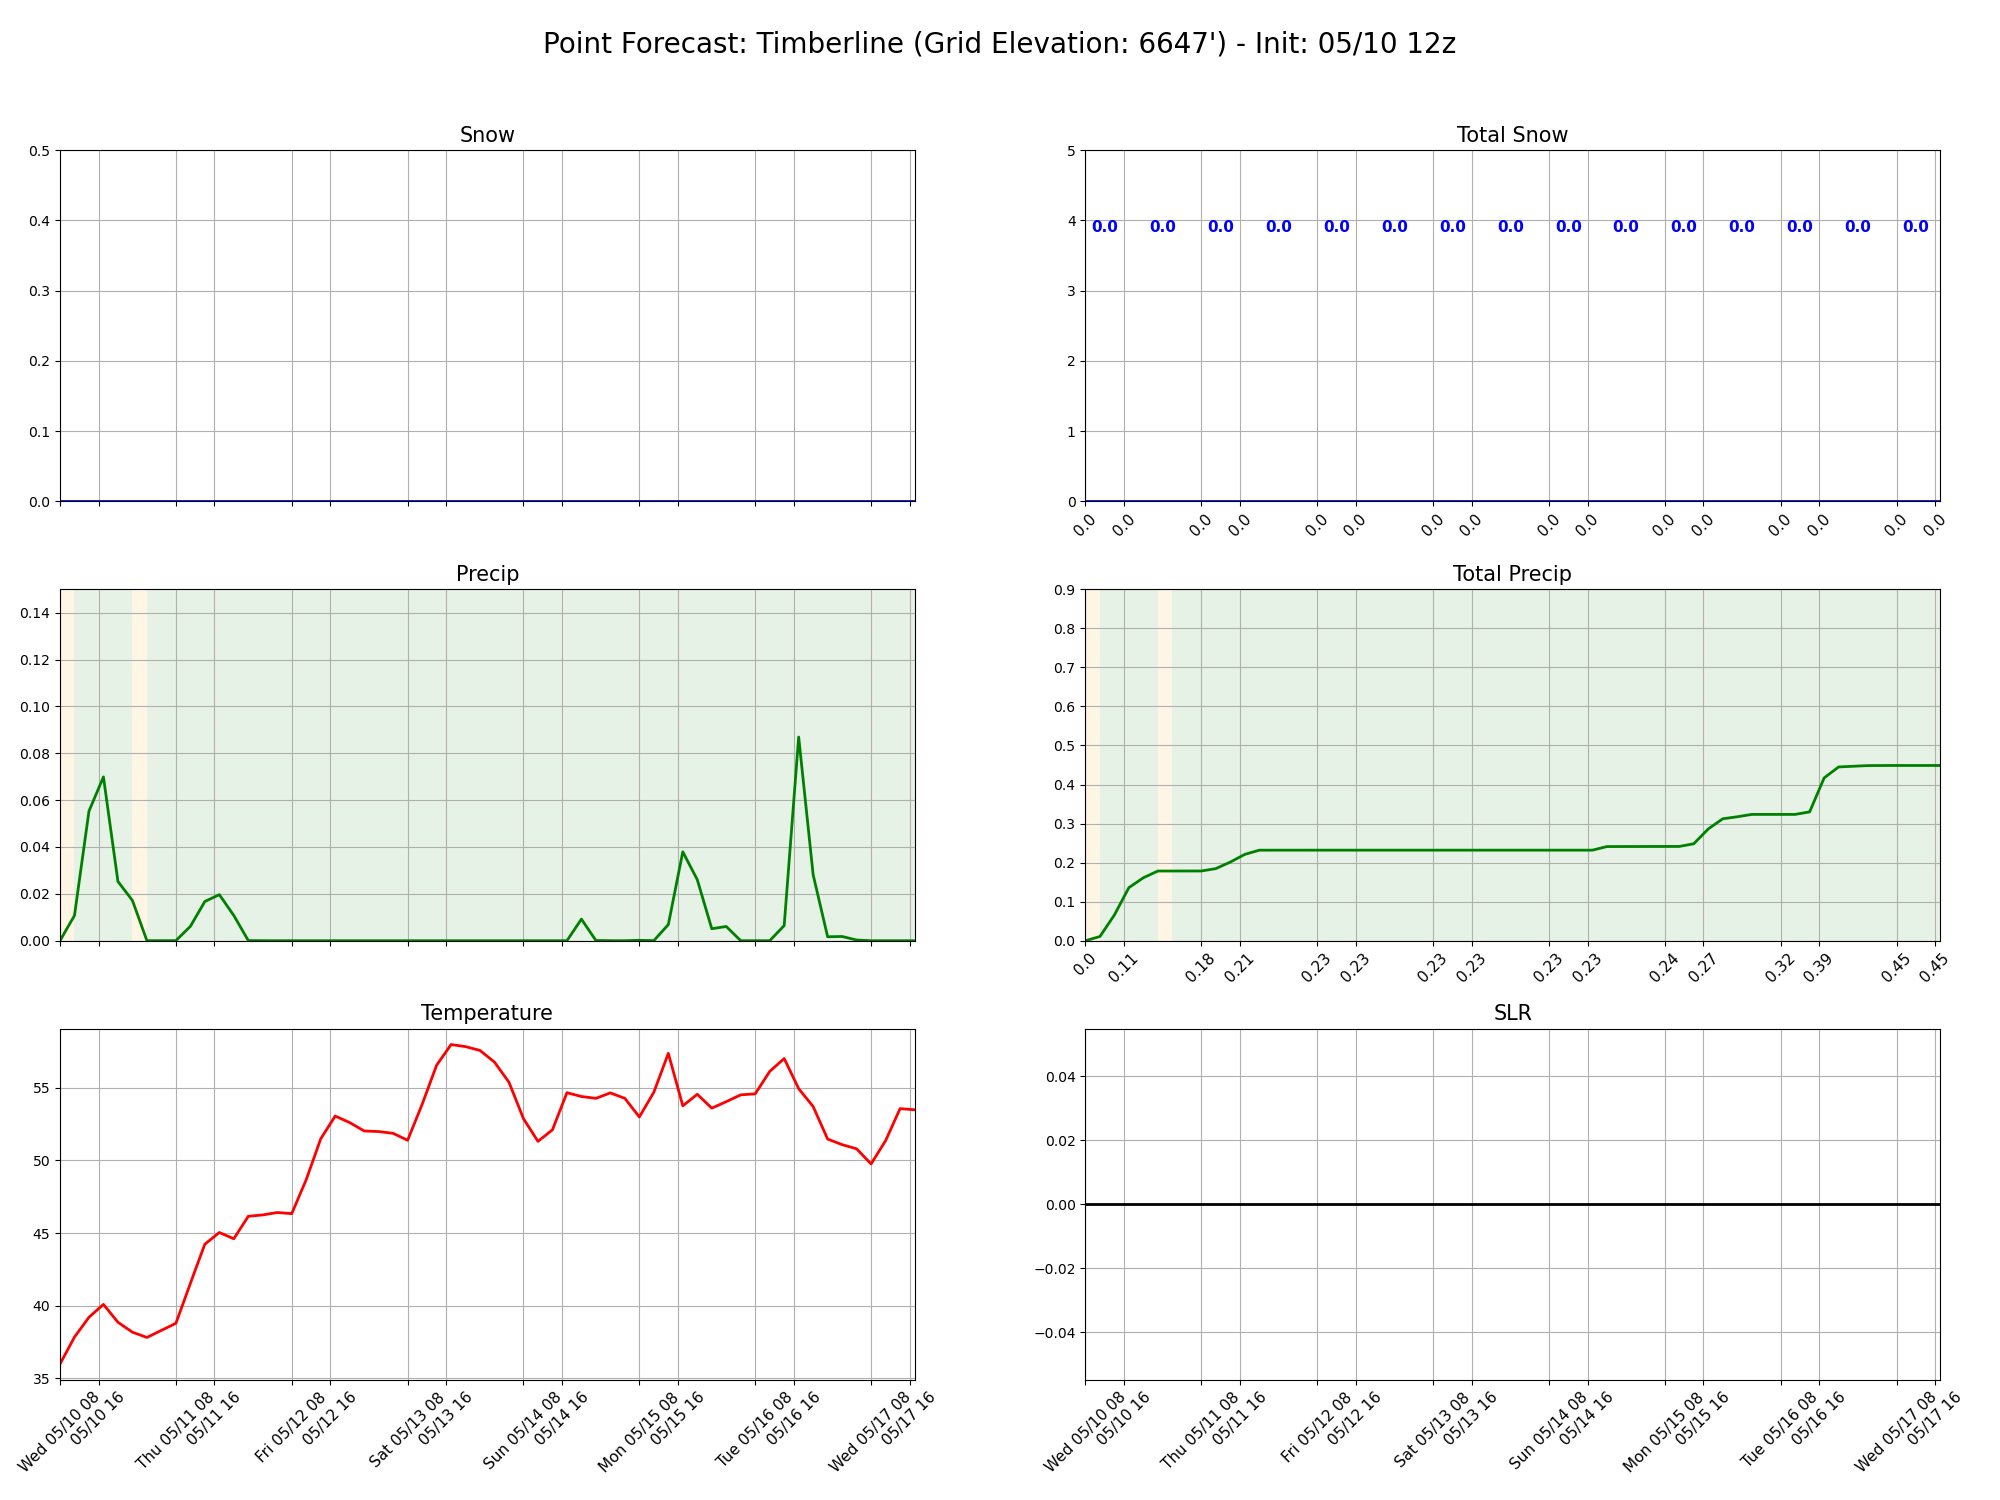 Point Forecast: Timberline (Grid Elevation: 6647') - Init: 05/10 12z
Snow
0.5
0.4
0.3
0.2
0.1
0.0
Total Snow
5
4
3
2
1
0
0.0 0.0 0.0 0.0 0.0 0.0 0.0 0.0 0.0 0.0 0.0 0.0 0.0 0.0 0.0
0.0 0.0 0.0 0.0 0.0 0.0 0.0 0.0 0.0 0.0 0.0 0.0 0.0 0.0 0.0 0.0
Precip
0.14
0.12
0.10
0.08
0.06
0.04
0.02
0.00
Total Precip
0.9
0.8
0.7
0.6
0.5
0.4
0.3
0.2
0.1
0.0
0.0 0.11 0.18 0.21 0.23 0.23 0.23 0.23 0.23 0.23 0.24 0.27 0.32 0.39 0.45 0.45
Temperature
55
50
45
40
35
Wed 05/10 08
05/10 16
Thu 05/11 08
05/11 16
Fri 05/12 08
05/12 16
Sat 05/13 08
05/13 16
Sun 05/14 08
05/14 16
Mon 05/15 08
05/15 16
Tue 05/16 08
05/16 16
Wed 05/17 08
05/17 16
SLR
0.04
0.02
0.00
−0.02
−0.04
Wed 05/10 08
05/10 16
Thu 05/11 08
05/11 16
Fri 05/12 08
05/12 16
Sat 05/13 08
05/13 16
Sun 05/14 08
05/14 16
Mon 05/15 08
05/15 16
Tue 05/16 08
05/16 16
Wed 05/17 08
05/17 16